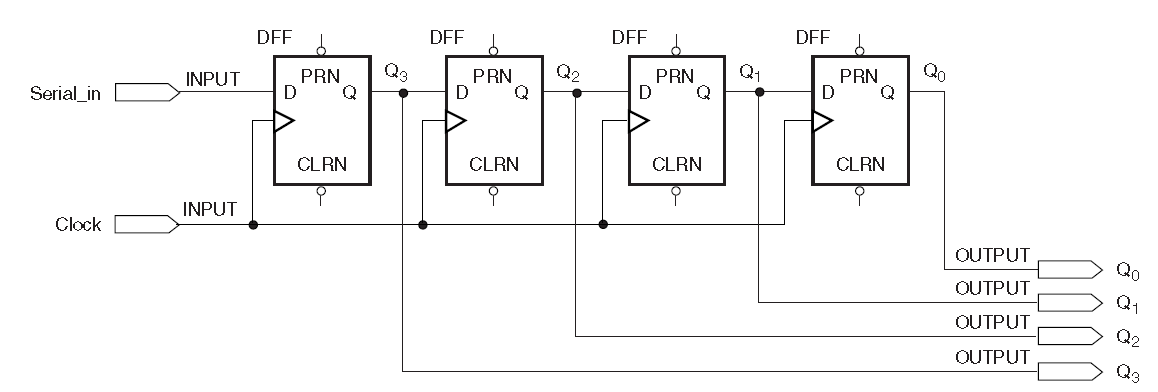 DFF DFF DFF DFF
INPUT PRN Q3 PRN Q2 PRN Q1 PRN Q0
Serial_in D Q D Q D Q D Q
CLRN CLRN CLRN CLRN
Clock INPUT
OUTPUT Q0
OUTPUT Q1
OUTPUT Q2
OUTPUT Q3